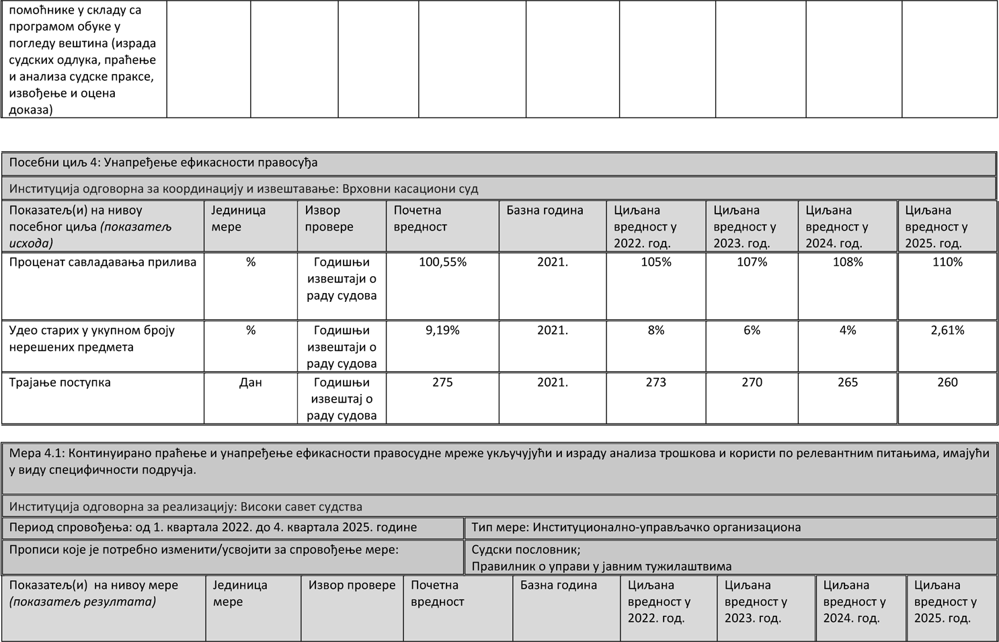 помоћнике у складу са
програмом обуке у
погледу вештина (израда
судских одлука, праћење
и анализа судске праксе,
извођење и оцена
доказа)
Посебни циљ 4: Унапређење ефикасности правосуђа
Институција одговорна за координацију и извештавање: Врховни касациони суд
Показатељ(и) на нивоу
посебног циља (показатељ
исхода)
Јединица
мере
Извор
провере
Почетна
вредност
Базна година
Циљана
вредност у
2022. год.
Циљана
вредност у
2023. год.
Циљана
вредност у
2024. год.
Циљана
вредност у
2025. год.
Проценат савладавања прилива
%
Годишњи
извештаји о
раду судова
100,55%
2021.
105%
107%
108%
110%
Удео старих у укупном броју
нерешених предмета
%
Годишњи
извештаји о
раду судова
9,19%
2021.
8%
6%
4%
2,61%
Трајање поступка
Дан
Годишњи
извештај о
раду судова
275
2021.
273
270
265
260
Мера 4.1: Континуирано праћење и унапређење ефикасности правосудне мреже укључујући и израду анализа трошкова и користи по релевантним питањима, имајући
у виду специфичности подручја.
Институција одговорна за реализацију: Високи савет судства
Период спровођења: од 1. квартала 2022. до 4. квартала 2025. године
Тип мере: Институционално-управљачко организациона
Прописи које је потребно изменити/усвојити за спровођење мере:
Судски пословник;
Правилник о управи у јавним тужилаштвима
Показатељ(и) на нивоу мере
(показатељ резултата)
Јединица
мере
Извор провере
Почетна
вредност
Базна година
Циљана
вредност у
2022. год.
Циљана
вредност у
2023. год.
Циљана
вредност у
2024. год.
Циљана
вредност у
2025. год.